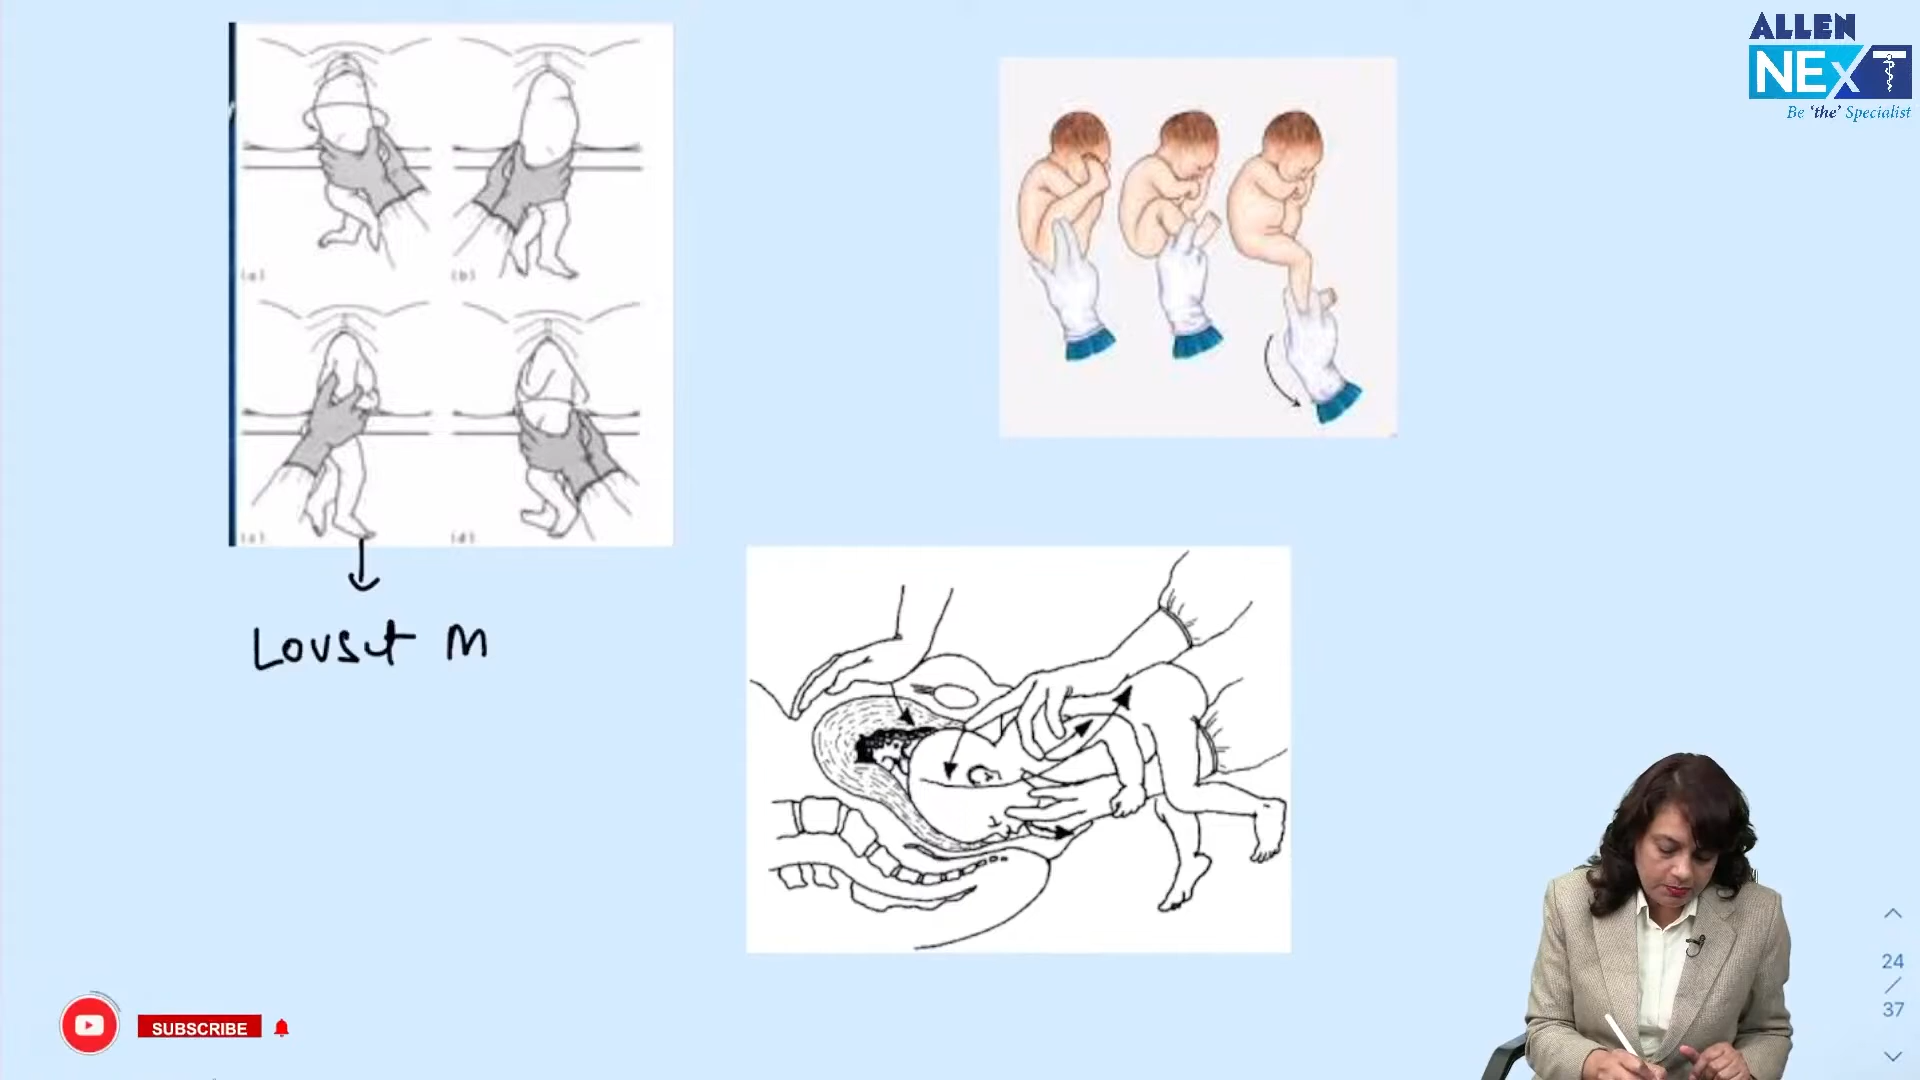 ALLEN
NEXT
Be 'the' Specialist
(a)
(b)
(c)
(d)
Lovset M
SUBSCRIBE
24
/
37